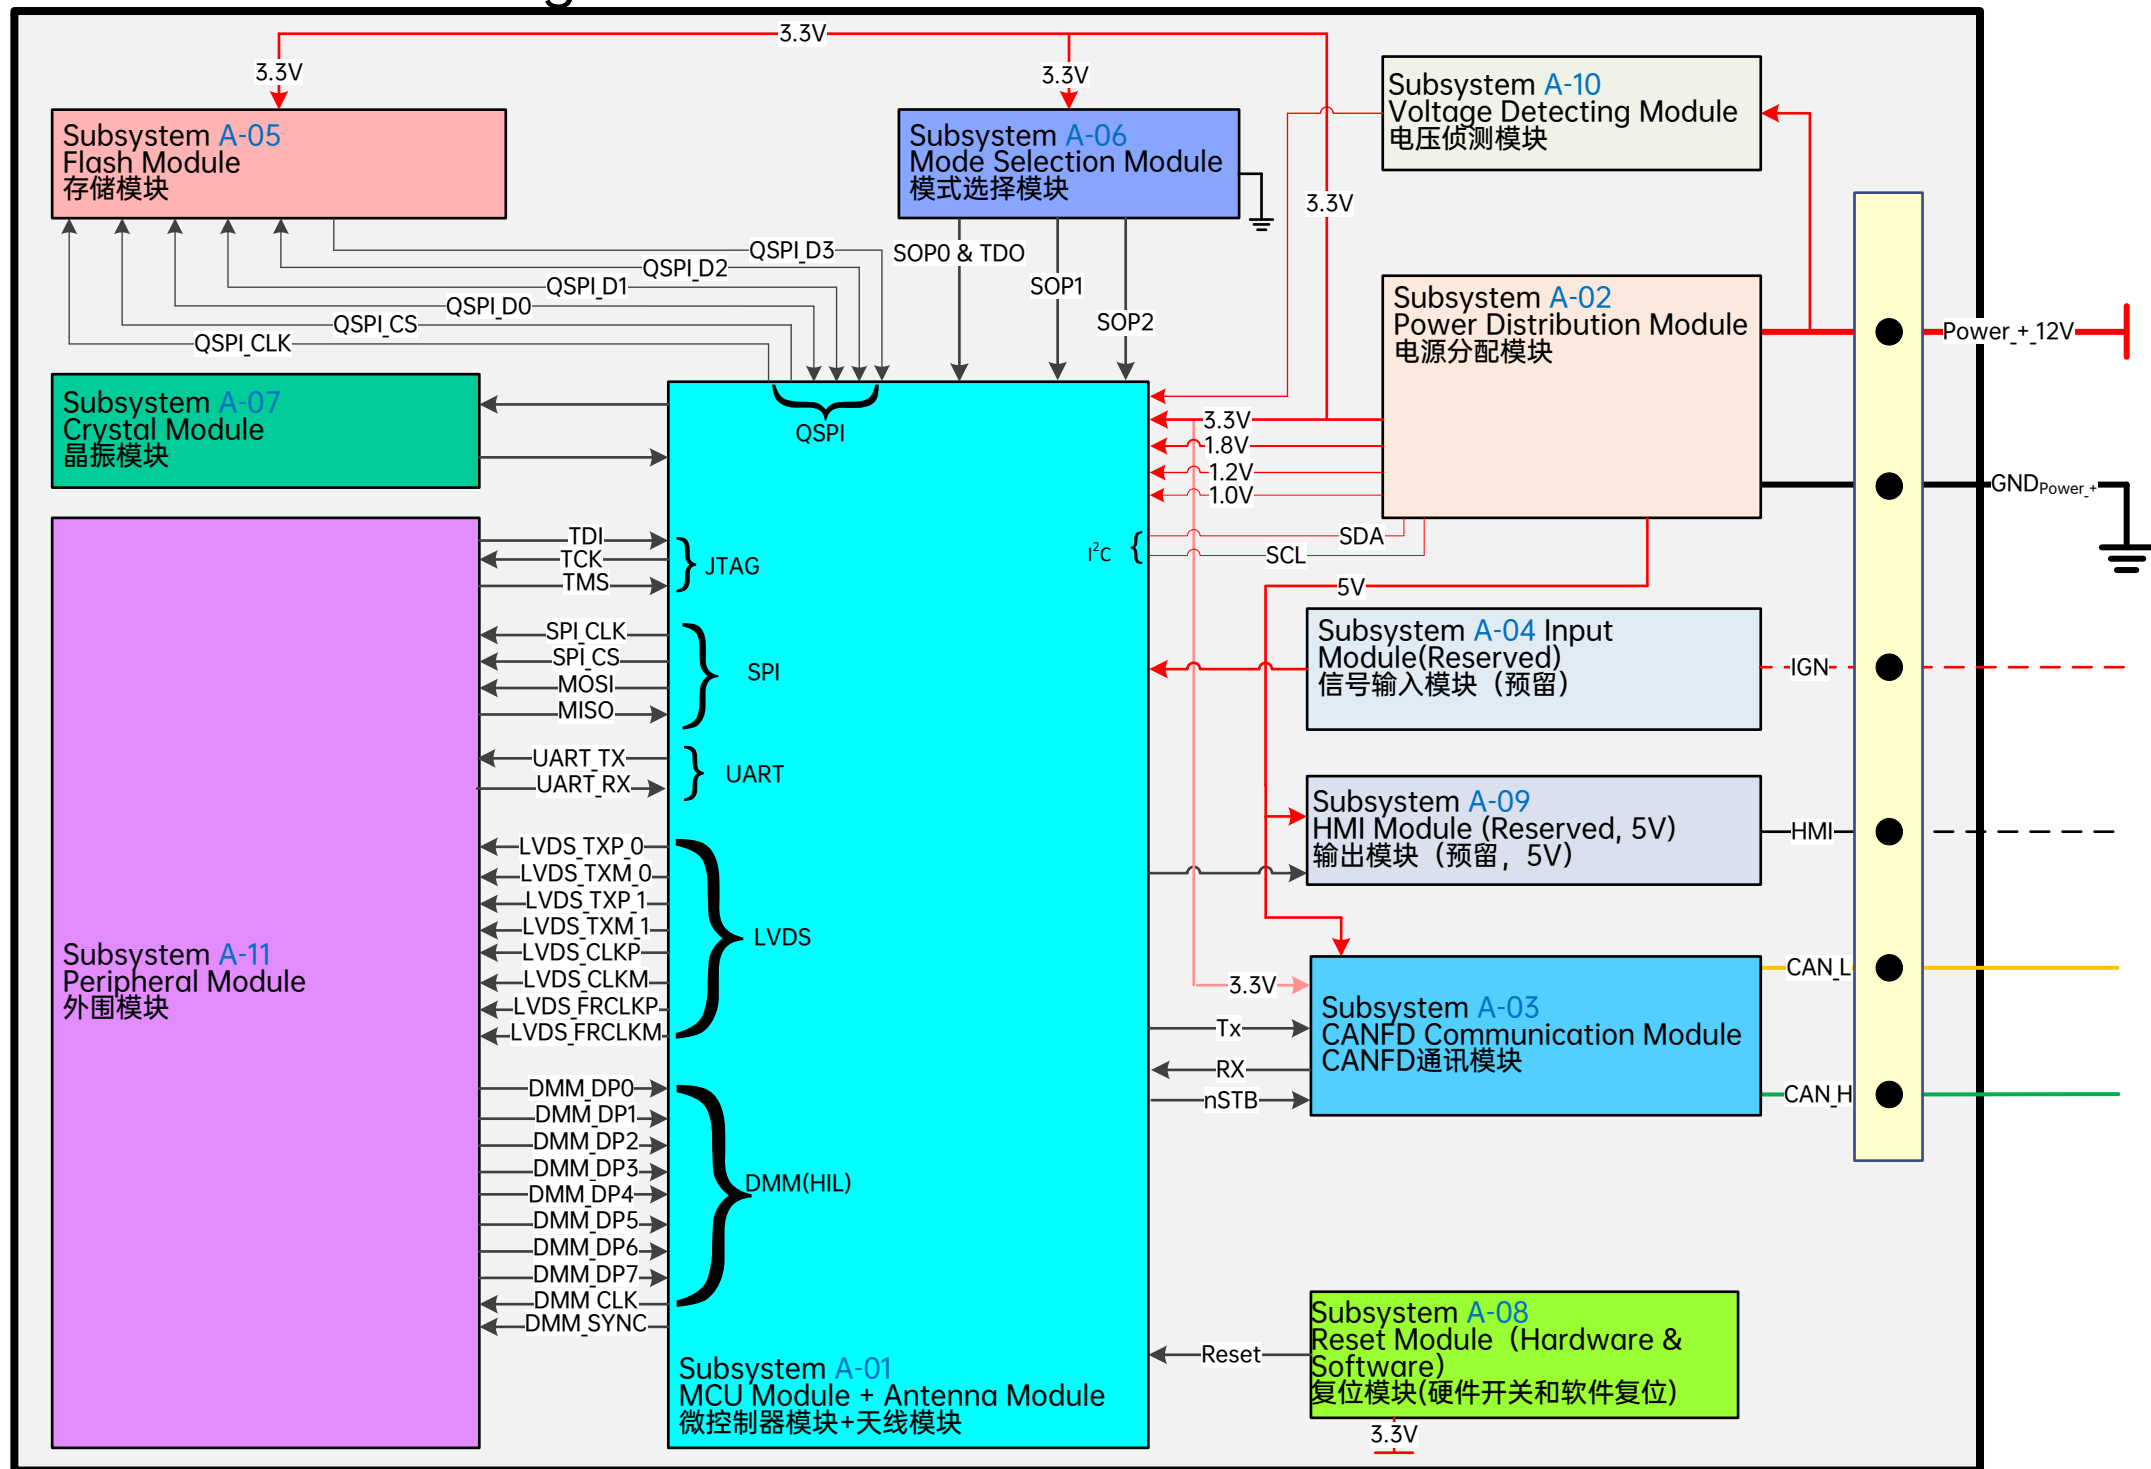 3.3V
3.3V
3.3V
Subsystem A-05
Flash Module
存储模块
Subsystem A-06
Mode Selection Module
模式选择模块
Subsystem A-10
Voltage Detecting Module
电压侦测模块
3.3V
QSPI_D3
QSPI_D2
QSPI_D1
QSPI_D0
QSPI_CS
QSPI_CLK
SOP0 & TDO
SOP1
SOP2
Subsystem A-02
Power Distribution Module
电源分配模块
Power_+_12V
Subsystem A-07
Crystal Module
晶振模块
QSPI
3.3V
1.8V
1.2V
1.0V
GNDPower_+
TDI
TCK
TMS
JTAG
I²C
SDA
SCL
5V
SPI_CLK
SPI_CS
MOSI
MISO
SPI
Subsystem A-04 Input
Module(Reserved)
信号输入模块（预留）
IGN
UART_TX
UART_RX
UART
Subsystem A-09
HMI Module (Reserved, 5V)
输出模块（预留，5V）
HMI
LVDS_TXP_0
LVDS_TXM_0
LVDS_TXP_1
LVDS_TXM_1
LVDS_CLKP
LVDS_CLKM
LVDS_FRCLKP
LVDS_FRCLKM
LVDS
Subsystem A-11
Peripheral Module
外围模块
3.3V
Tx
RX
nSTB
Subsystem A-03
CANFD Communication Module
CANFD通讯模块
CAN_L
CAN_H
DMM_DP0
DMM_DP1
DMM_DP2
DMM_DP3
DMM_DP4
DMM_DP5
DMM_DP6
DMM_DP7
DMM_CLK
DMM_SYNC
DMM(HIL)
Subsystem A-01
MCU Module + Antenna Module
微控制器模块+天线模块
Reset
Subsystem A-08
Reset Module（Hardware &
Software）
复位模块(硬件开关和软件复位)
3.3V